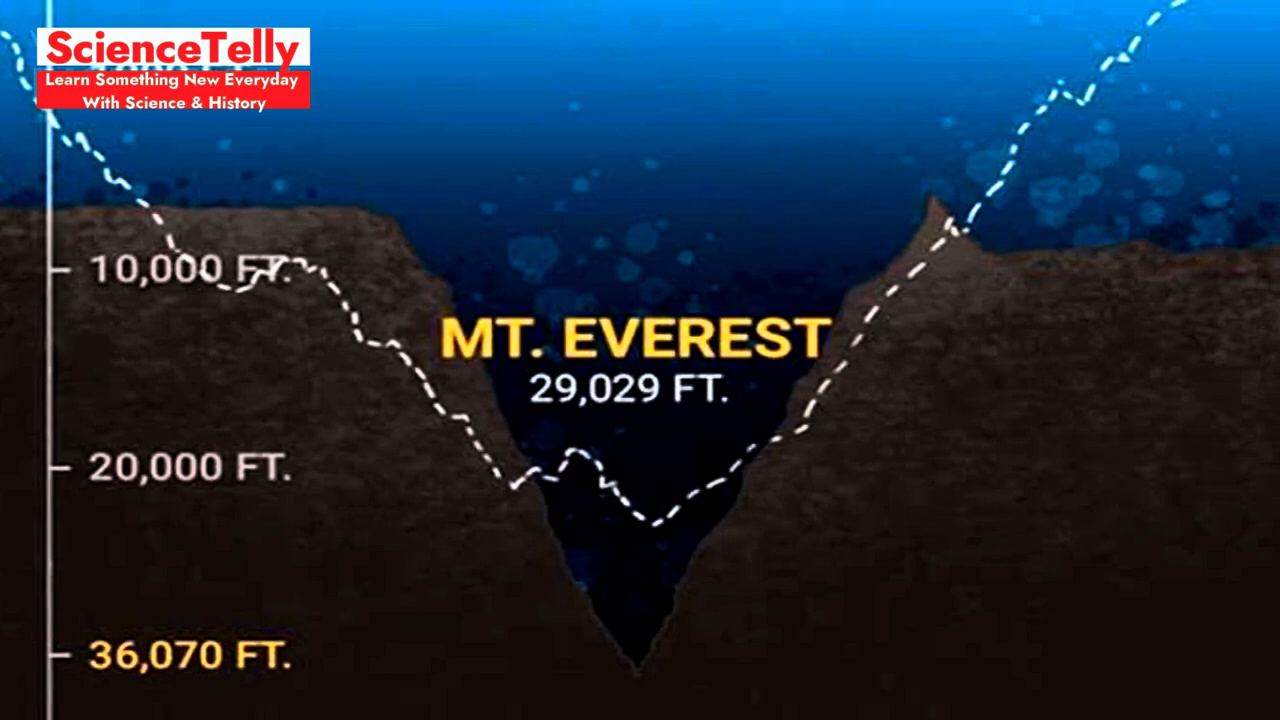 ScienceTelly
Learn Something New Everyday
With Science & History
10,000 FT.
MT. EVEREST
29,029 FT.
20,000 FT.
36,070 FT.